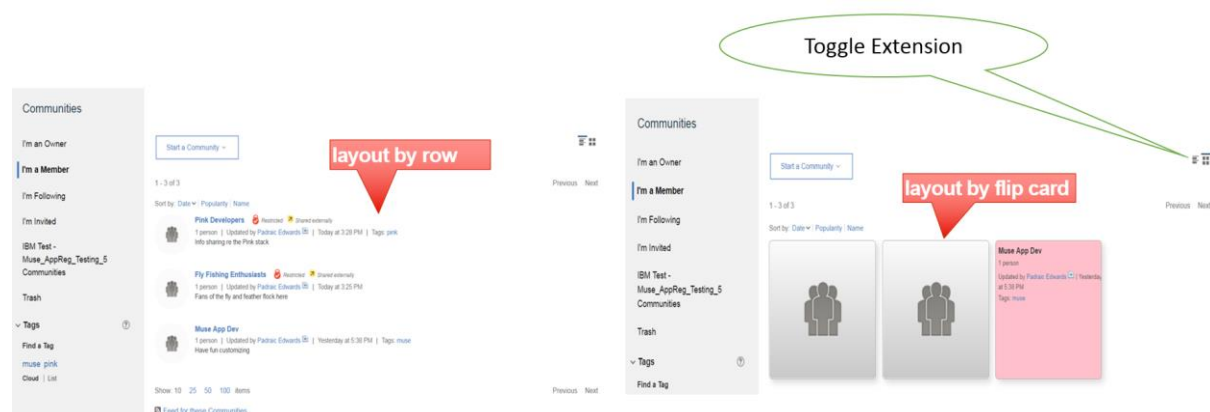 Toggle Extension
Communities
I'm an Owner
I'm a Member
I'm Following
I'm Invited
IBM Test -
Muse_AppReg_Testing_5
Communities
Trash
Tags
Find a Tag
muse pink
Cloud | List
Start a Community
layout by row
1 - 3 of 3
Previous Next
Sort by: Date Popularity Name
Pink Developers Restricted Shared externally
1 person | Updated by Padraic Edwards | Today at 3:28 PM | Tags: pink
Info sharing re the Pink stack
Fly Fishing Enthusiasts Restricted Shared externally
1 person | Updated by Padraic Edwards | Today at 3:25 PM
Fans of the fly and feather flock here
Muse App Dev
1 person | Updated by Padraic Edwards | Yesterday at 5:38 PM | Tags: muse
Have fun customizing
Show: 10 25 50 100 items
Previous Next
Feed for these Communities
Communities
I'm an Owner
I'm a Member
I'm Following
I'm Invited
IBM Test -
Muse_AppReg_Testing_5
Communities
Trash
Tags
Find a Tag
Start a Community
layout by flip card
1 - 3 of 3
Previous Next
Sort by: Date Popularity Name
Muse App Dev
1 person
Updated by Padraic Edwards | Yesterday,
at 5:38 PM
Tags: muse